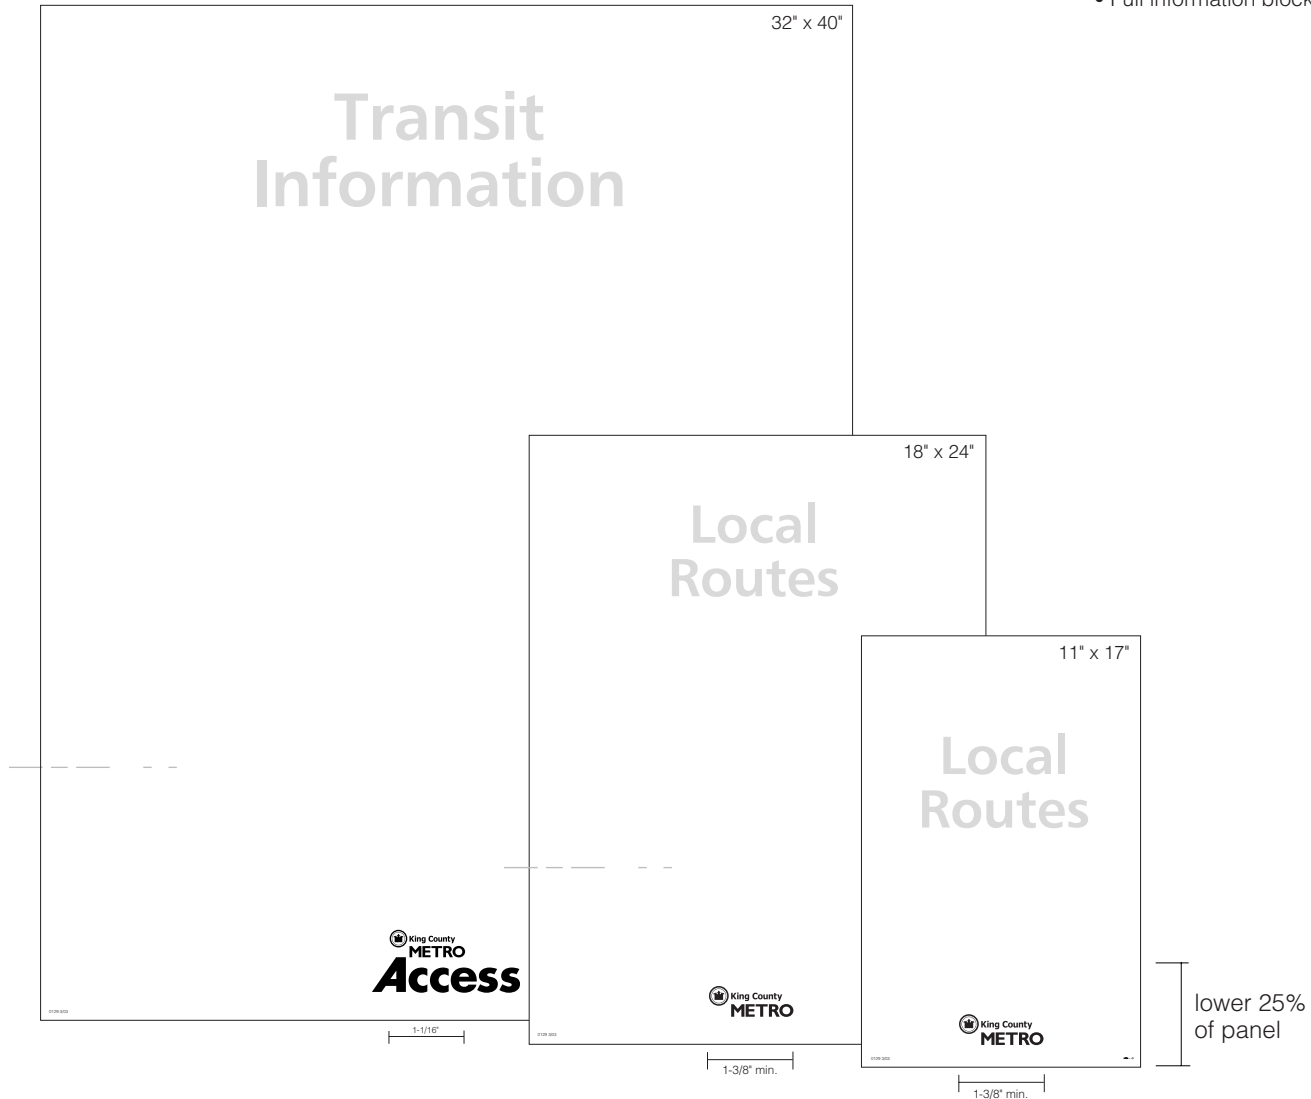 • Full information block
32" x 40"
Transit
Information
18" x 24"
Local
Routes
11" x 17"
Local
Routes
King County
METRO
Access
King County
METRO
King County
METRO
lower 25%
of panel
1-1/16"
1-3/8" min.
1-3/8" min.